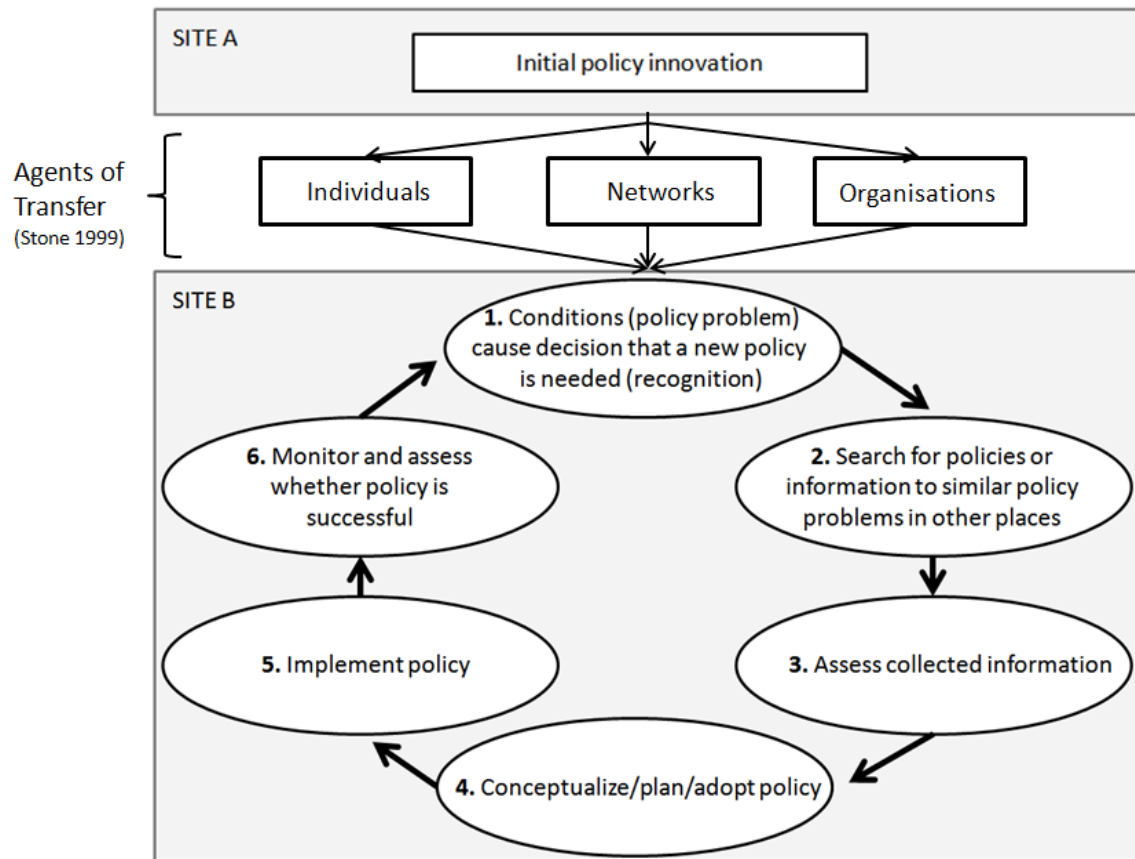 SITE A
Initial policy innovation
Agents of
Transfer
(Stone 1999)
Individuals
Networks
Organisations
SITE B
1. Conditions (policy problem)
cause decision that a new policy
is needed (recognition)
2. Search for policies or
information to similar policy
problems in other places
3. Assess collected information
4. Conceptualize/plan/adopt policy
5. Implement policy
6. Monitor and assess
whether policy is
successful